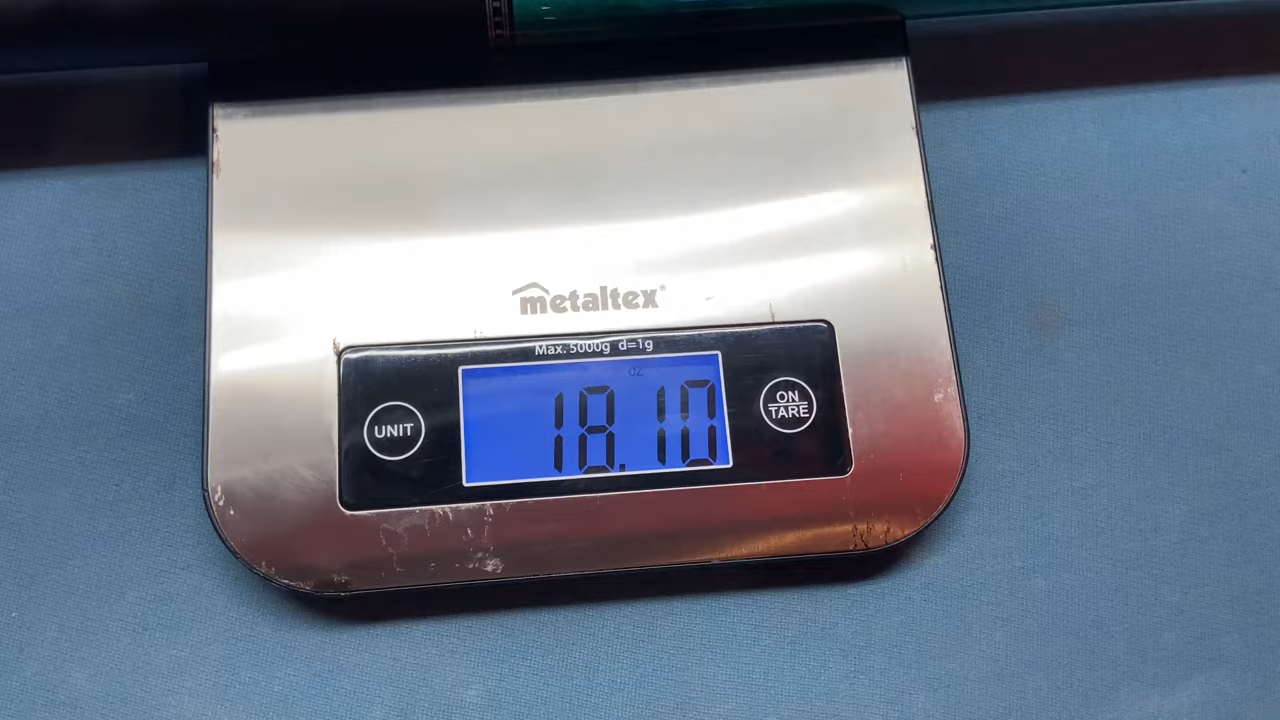 metaltex®
Max. 5000g d=1g
UNIT
oz
18.10
ON
TARE